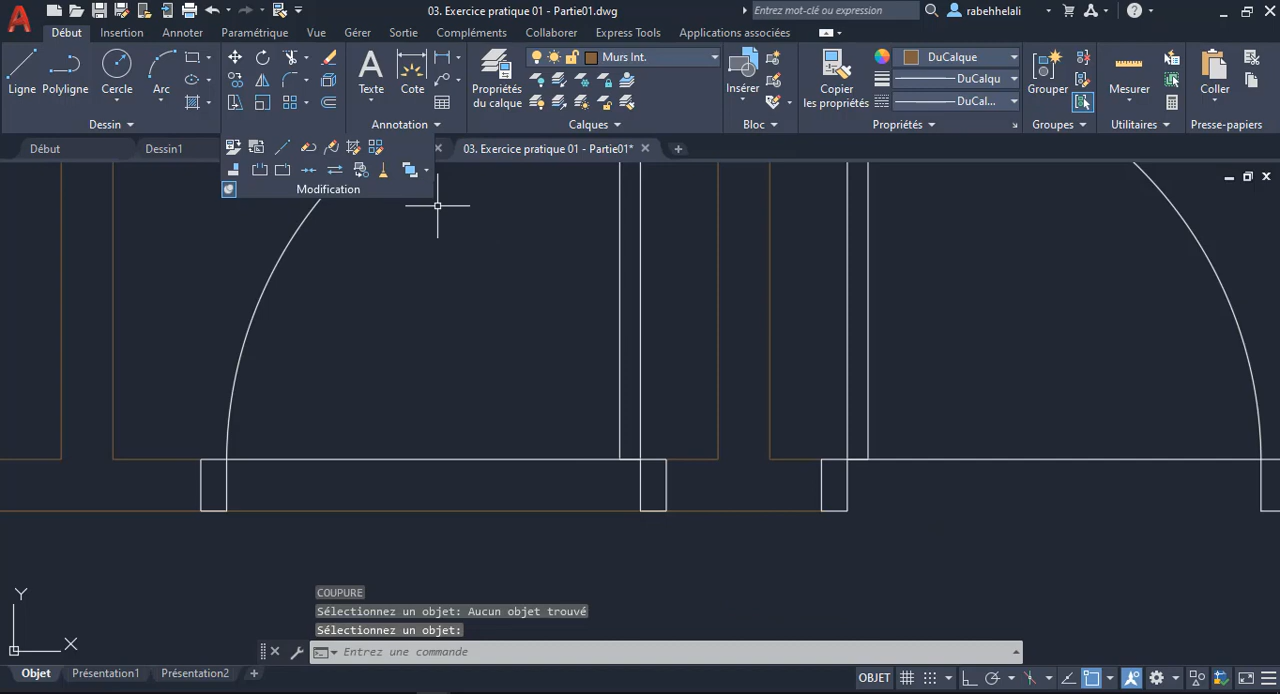 03. Exercice pratique 01 - Partie01.dwg
Entrez mot-clé ou expression
rabehhelali
Début Insertion Annoter Paramétrique Vue Gérer Sortie Compléments Collaborer Express Tools Applications associées
Ligne Polyligne Cercle Arc
Texte Cote
Propriétés du calque
Murs Int.
Insérer
Copier les propriétés
DuCalque
DuCalqu
DuCal...
Grouper
Mesurer
Coller
Dessin
Annotation
Calques
Bloc
Propriétés
Groupes
Utilitaires
Presse-papiers
Début
Dessin1
03. Exercice pratique 01 - Partie01*
Modification
COUPURE
Sélectionnez un objet: Aucun objet trouvé
Sélectionnez un objet:
Entrez une commande
Y
X
Objet Présentation1 Présentation2
OBJET